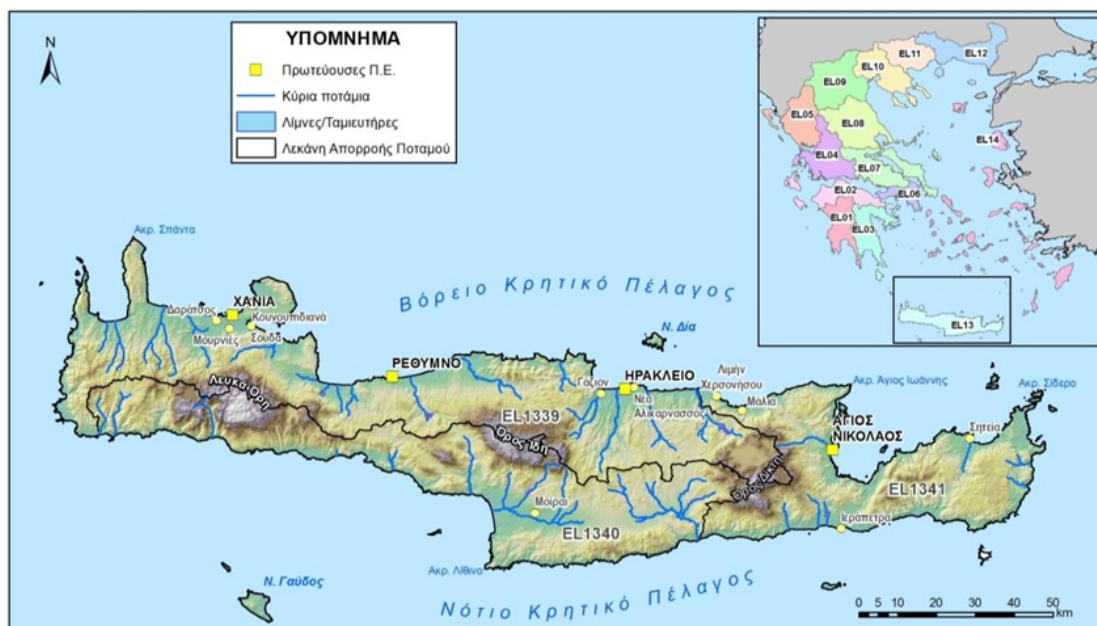 N
ΥΠΟΜΝΗΜΑ
Πρωτεύουσες Π.Ε.
Κύρια ποτάμια
Λίμνες/Ταμιευτήρες
Λεκάνη Απορροής Ποταμού
EL12
EL11
EL10
EL09
EL05
EL08
EL14
EL04
EL07
EL02
EL06
EL01
EL03
EL13
Ακρ. Σπάντα
Βόρειο Κρητικό Πέλαγος
ΧΑΝΙΑ
Δαράτσος
Κουνουπιδιανά
Μουρνιές
Σούδα
Ν. Δία
ΡΕΘΥΜΝΟ
Γάζιον
ΗΡΑΚΛΕΙΟ
Νέα
Αλικαρνασσός
Λιμήν
Χερσονήσου
Μάλια
Ακρ. Άγιος Ιωάννης
Ακρ. Σίδερο
Λευκά Όρη
EL1339
Όρος Ίδη
ΑΓΙΟΣ
ΝΙΚΟΛΑΟΣ
Σητεία
Όρος Δίκτη
EL1341
Μοίραι
EL1340
Ιεράπετρα
Ακρ. Λίθινο
Ν. Γαύδος
Νότιο Κρητικό Πέλαγος
0 5 10 20 30 40 50
km